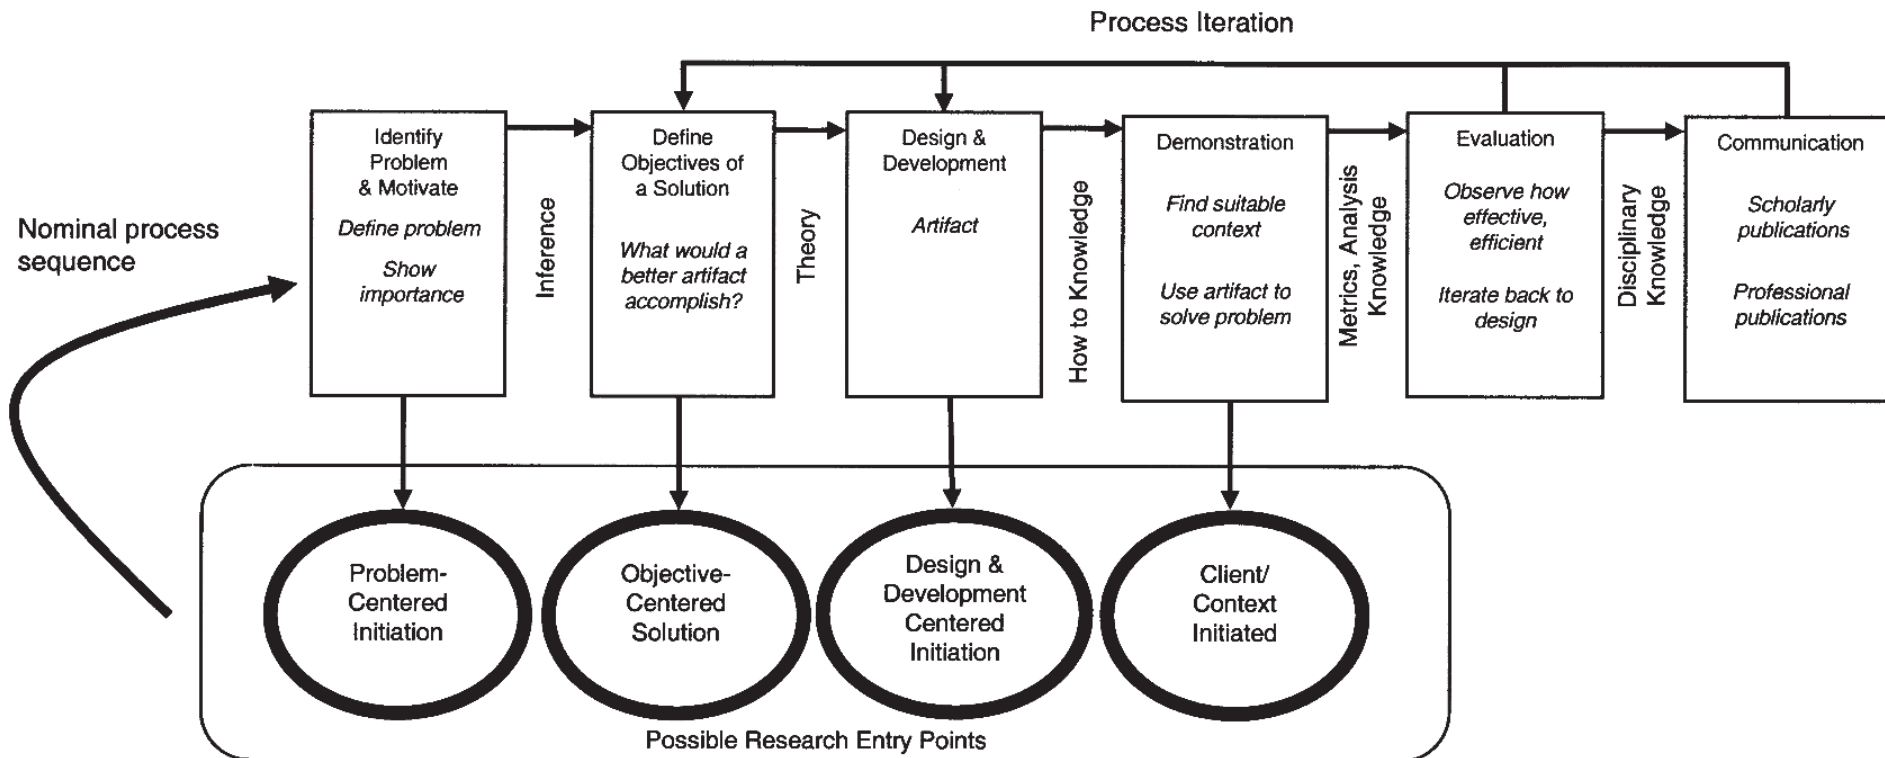 Process Iteration
Nominal process
sequence
Identify
Problem
& Motivate
Define problem
Show
importance
Inference
Define
Objectives of
a Solution
What would a
better artifact
accomplish?
Theory
Design &
Development
Artifact
How to Knowledge
Demonstration
Find suitable
context
Use artifact to
solve problem
Metrics, Analysis
Knowledge
Evaluation
Observe how
effective,
efficient
Iterate back to
design
Disciplinary
Knowledge
Communication
Scholarly
publications
Professional
publications
Problem-
Centered
Initiation
Objective-
Centered
Solution
Design &
Development
Centered
Initiation
Client/
Context
Initiated
Possible Research Entry Points